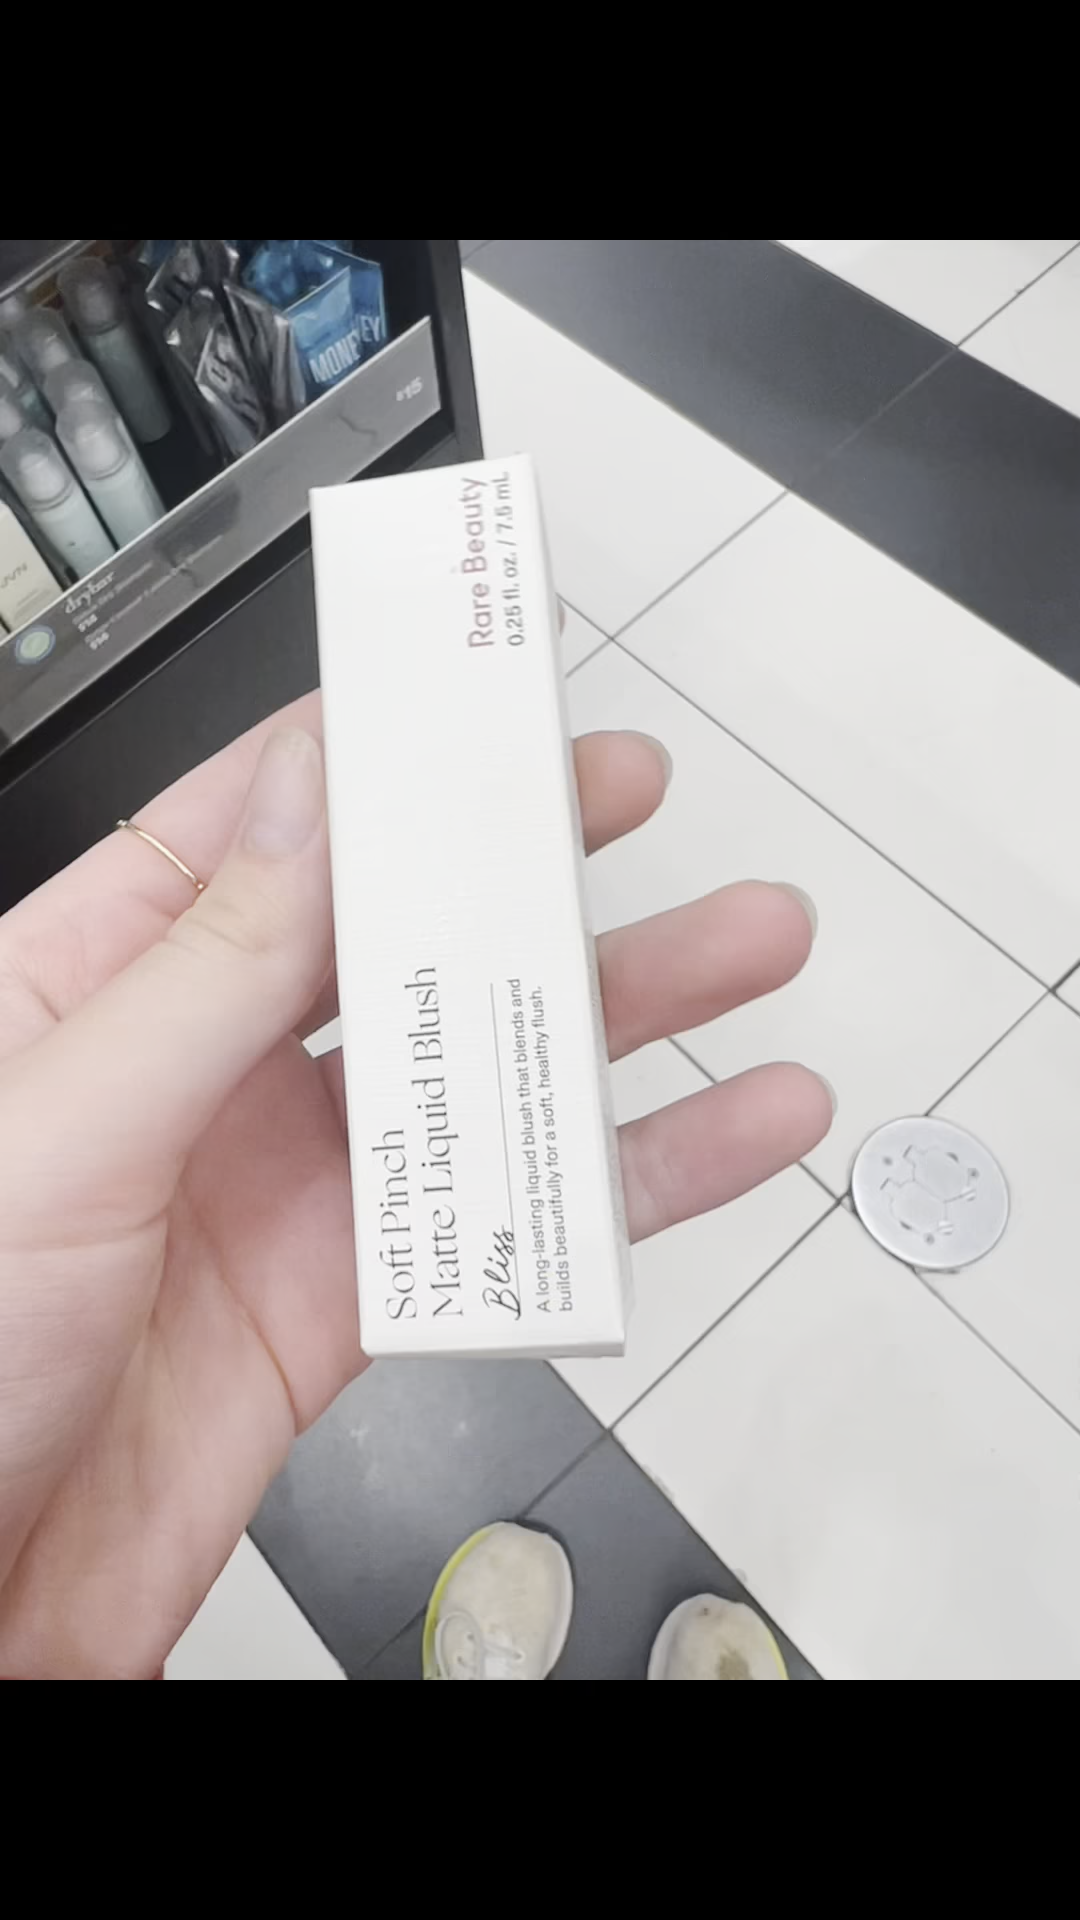 Soft Pinch
Matte Liquid Blush
Bliss
A long-lasting liquid blush that blends and
builds beautifully for a soft, healthy flush.
Rare Beauty
0.25 fl. oz. / 7.5 mL
MONEY
$15
drybar
$14